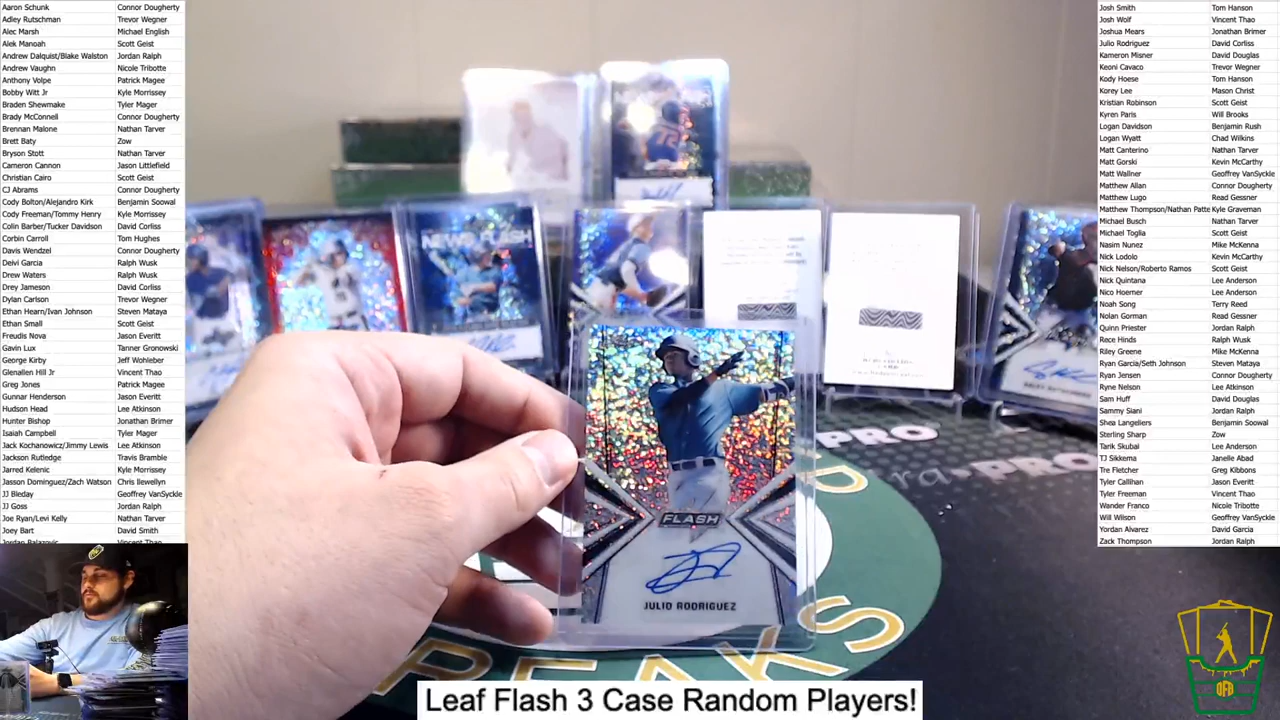 Aaron Schunk Connor Dougherty
Adley Rutschman Trevor Wegner
Alec Marsh Michael English
Alek Manoah Scott Geist
Andrew Dalquist/Blake Walston Jordan Ralph
Andrew Vaughn Nicole Tribotte
Anthony Volpe Patrick Magee
Bobby Witt Jr Kyle Morrissey
Braden Shewmake Tyler Mager
Brady McConnell Connor Dougherty
Brennan Malone Nathan Tarver
Brett Baty Zow
Bryson Stott Nathan Tarver
Cameron Cannon Jason Littlefield
Christian Cairo Scott Geist
CJ Abrams Connor Dougherty
Cody Bolton/Alejandro Kirk Benjamin Soowal
Cody Freeman/Tommy Henry Kyle Morrissey
Colin Barber/Tucker Davidson David Corliss
Corbin Carroll Tom Hughes
Davis Wendzel Connor Dougherty
Deivi Garcia Ralph Wusk
Drew Waters Ralph Wusk
Drey Jameson David Corliss
Dylan Carlson Trevor Wegner
Ethan Hearn/Ivan Johnson Steven Mataya
Ethan Small Scott Geist
Freudis Nova Jason Everitt
Gavin Lux Tanner Gronowski
George Kirby Jeff Wohleber
Glenallen Hill Jr Vincent Thao
Greg Jones Patrick Magee
Gunnar Henderson Jason Everitt
Hudson Head Lee Atkinson
Hunter Bishop Jonathan Brimer
Isaiah Campbell Tyler Mager
Jack Kochanowicz/Jimmy Lewis Lee Atkinson
Jackson Rutledge Travis Bramble
Jarred Kelenic Kyle Morrissey
Jasson Dominguez/Zach Watson Chris llewellyn
JJ Bleday Geoffrey VanSyckle
JJ Goss Jordan Ralph
Joe Ryan/Levi Kelly Nathan Tarver
Joey Bart David Smith
Jordan Balazovic Vincent Thao
Josh Smith Tom Hanson
Josh Wolf Vincent Thao
Joshua Mears Jonathan Brimer
Julio Rodriguez David Corliss
Kameron Misner David Douglas
Keoni Cavaco Trevor Wegner
Kody Hoese Tom Hanson
Korey Lee Mason Christ
Kristian Robinson Scott Geist
Kyren Paris Will Brooks
Logan Davidson Benjamin Rush
Logan Wyatt Chad Wilkins
Matt Canterino Nathan Tarver
Matt Gorski Kevin McCarthy
Matt Wallner Geoffrey VanSyckle
Matthew Allan Connor Dougherty
Matthew Lugo Read Gessner
Matthew Thompson/Nathan Patte Kyle Graveman
Michael Busch Nathan Tarver
Michael Toglia Scott Geist
Nasim Nunez Mike McKenna
Nick Lodolo Kevin McCarthy
Nick Nelson/Roberto Ramos Scott Geist
Nick Quintana Lee Anderson
Nico Hoerner Lee Anderson
Noah Song Terry Reed
Nolan Gorman Read Gessner
Quinn Priester Jordan Ralph
Rece Hinds Ralph Wusk
Riley Greene Mike McKenna
Ryan Garcia/Seth Johnson Steven Mataya
Ryan Jensen Connor Dougherty
Ryne Nelson Lee Atkinson
Sam Huff David Douglas
Sammy Siani Jordan Ralph
Shea Langeliers Benjamin Soowal
Sterling Sharp Zow
Tarik Skubal Lee Anderson
TJ Sikkema Janelle Abad
Tre Fletcher Greg Kibbons
Tyler Callihan Jason Everitt
Tyler Freeman Vincent Thao
Wander Franco Nicole Tribotte
Will Wilson Geoffrey VanSyckle
Yordan Alvarez David Garcia
Zack Thompson Jordan Ralph
PRO
PRO
FLASH
JULIO RODRIGUEZ
BREAKS
OFB
Leaf Flash 3 Case Random Players!